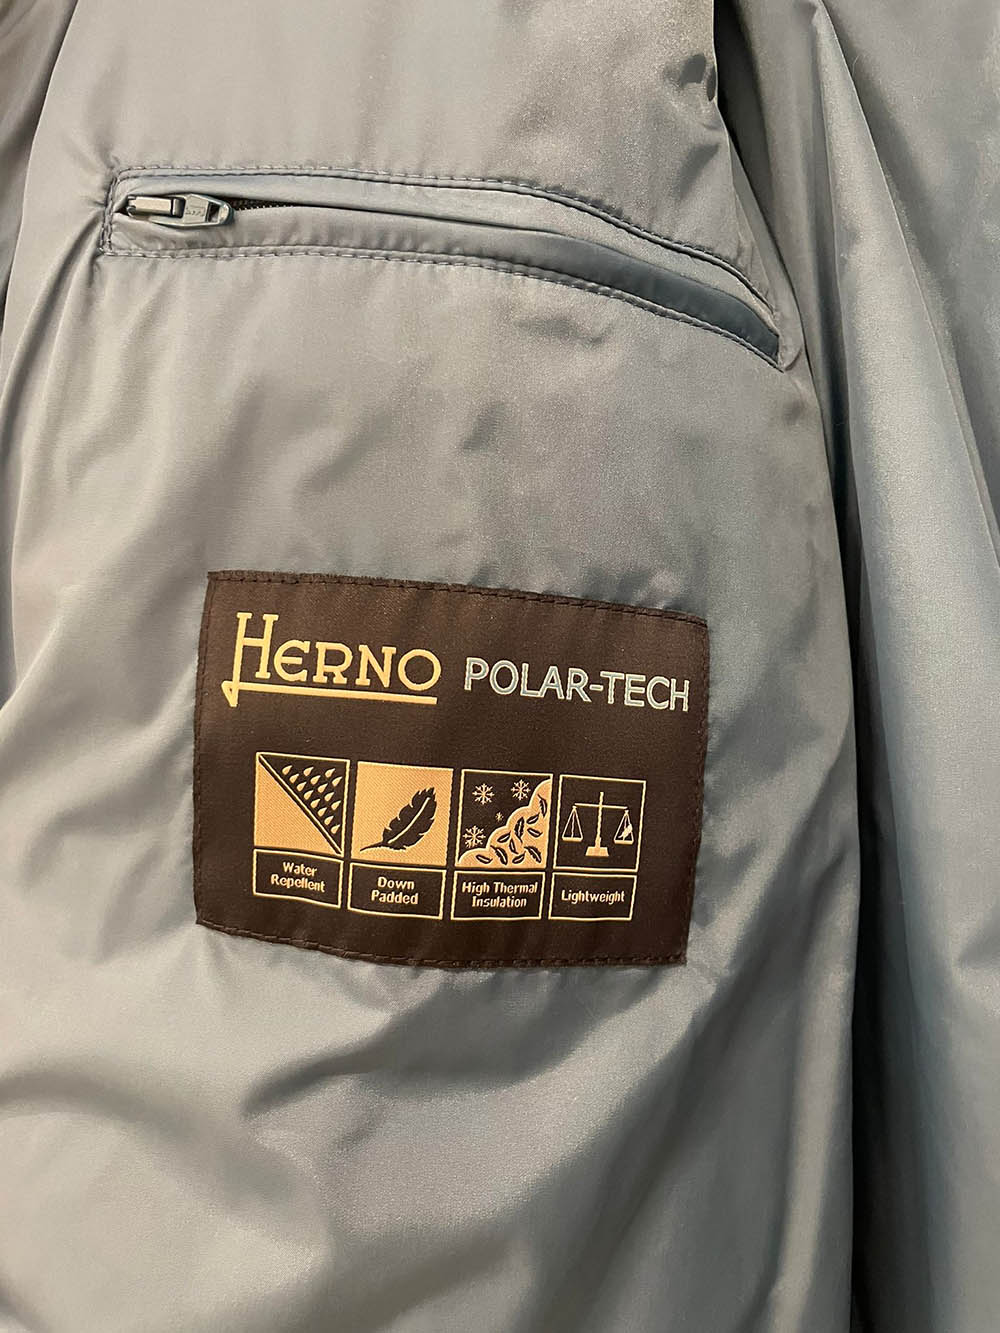 HERNO POLAR-TECH
Water
Repellent
Down
Padded
High Thermal
Insulation
Lightweight